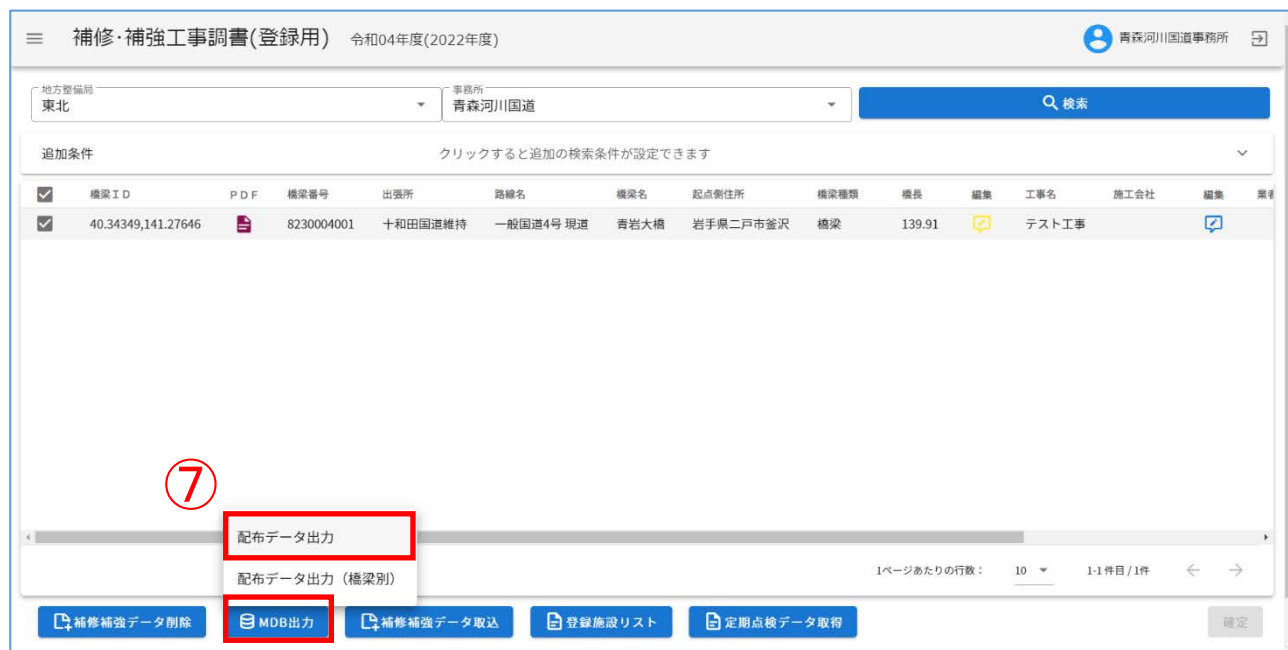 補修・補強工事調書(登録用) 令和04年度(2022年度) 青森河川国道事務所
地方整備局 事務所
東北 青森河川国道 検索
追加条件 クリックすると追加の検索条件が設定できます
橋梁ID PDF 橋梁番号 出張所 路線名 橋梁名 起点側住所 橋梁種類 橋長 編集 工事名 施工会社 編集
40.34349,141.27646 8230004001 十和田国道維持 一般国道4号 現道 青岩大橋 岩手県二戸市釜沢 橋梁 139.91 テスト工事
⑦
配布データ出力
配布データ出力（橋梁別）
1ページあたりの行数： 10 1-1 件目 / 1件
補修補強データ削除 MDB出力 補修補強データ取込 登録施設リスト 定期点検データ取得 確定